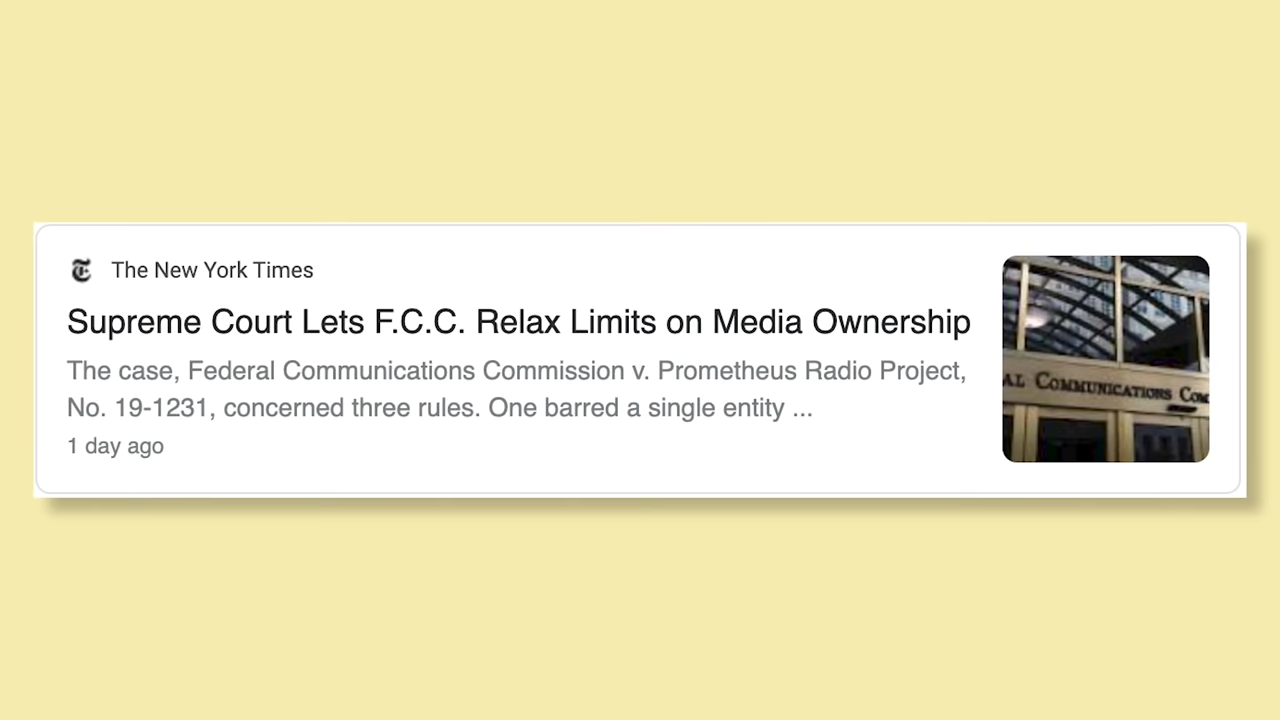 The New York Times
Supreme Court Lets F.C.C. Relax Limits on Media Ownership
The case, Federal Communications Commission v. Prometheus Radio Project,
No. 19-1231, concerned three rules. One barred a single entity ...
1 day ago
AL COMMUNICATIONS COM